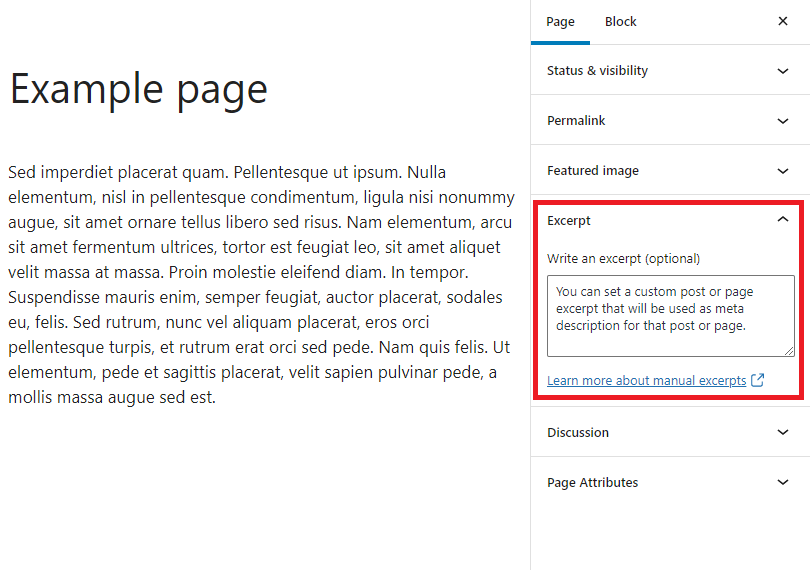 Example page
Sed imperdiet placerat quam. Pellentesque ut ipsum. Nulla
elementum, nisl in pellentesque condimentum, ligula nisi nonummy
augue, sit amet ornare tellus libero sed risus. Nam elementum, arcu
sit amet fermentum ultrices, tortor est feugiat leo, sit amet aliquet
velit massa at massa. Proin molestie eleifend diam. In tempor.
Suspendisse mauris enim, semper feugiat, auctor placerat, sodales
eu, felis. Sed rutrum, nunc vel aliquam placerat, eros orci
pellentesque turpis, et rutrum erat orci sed pede. Nam quis felis. Ut
elementum, pede et sagittis placerat, velit sapien pulvinar pede, a
mollis massa augue sed est.
Page Block
Status & visibility
Permalink
Featured image
Excerpt
Write an excerpt (optional)
You can set a custom post or page
excerpt that will be used as meta
description for that post or page.
Learn more about manual excerpts
Discussion
Page Attributes